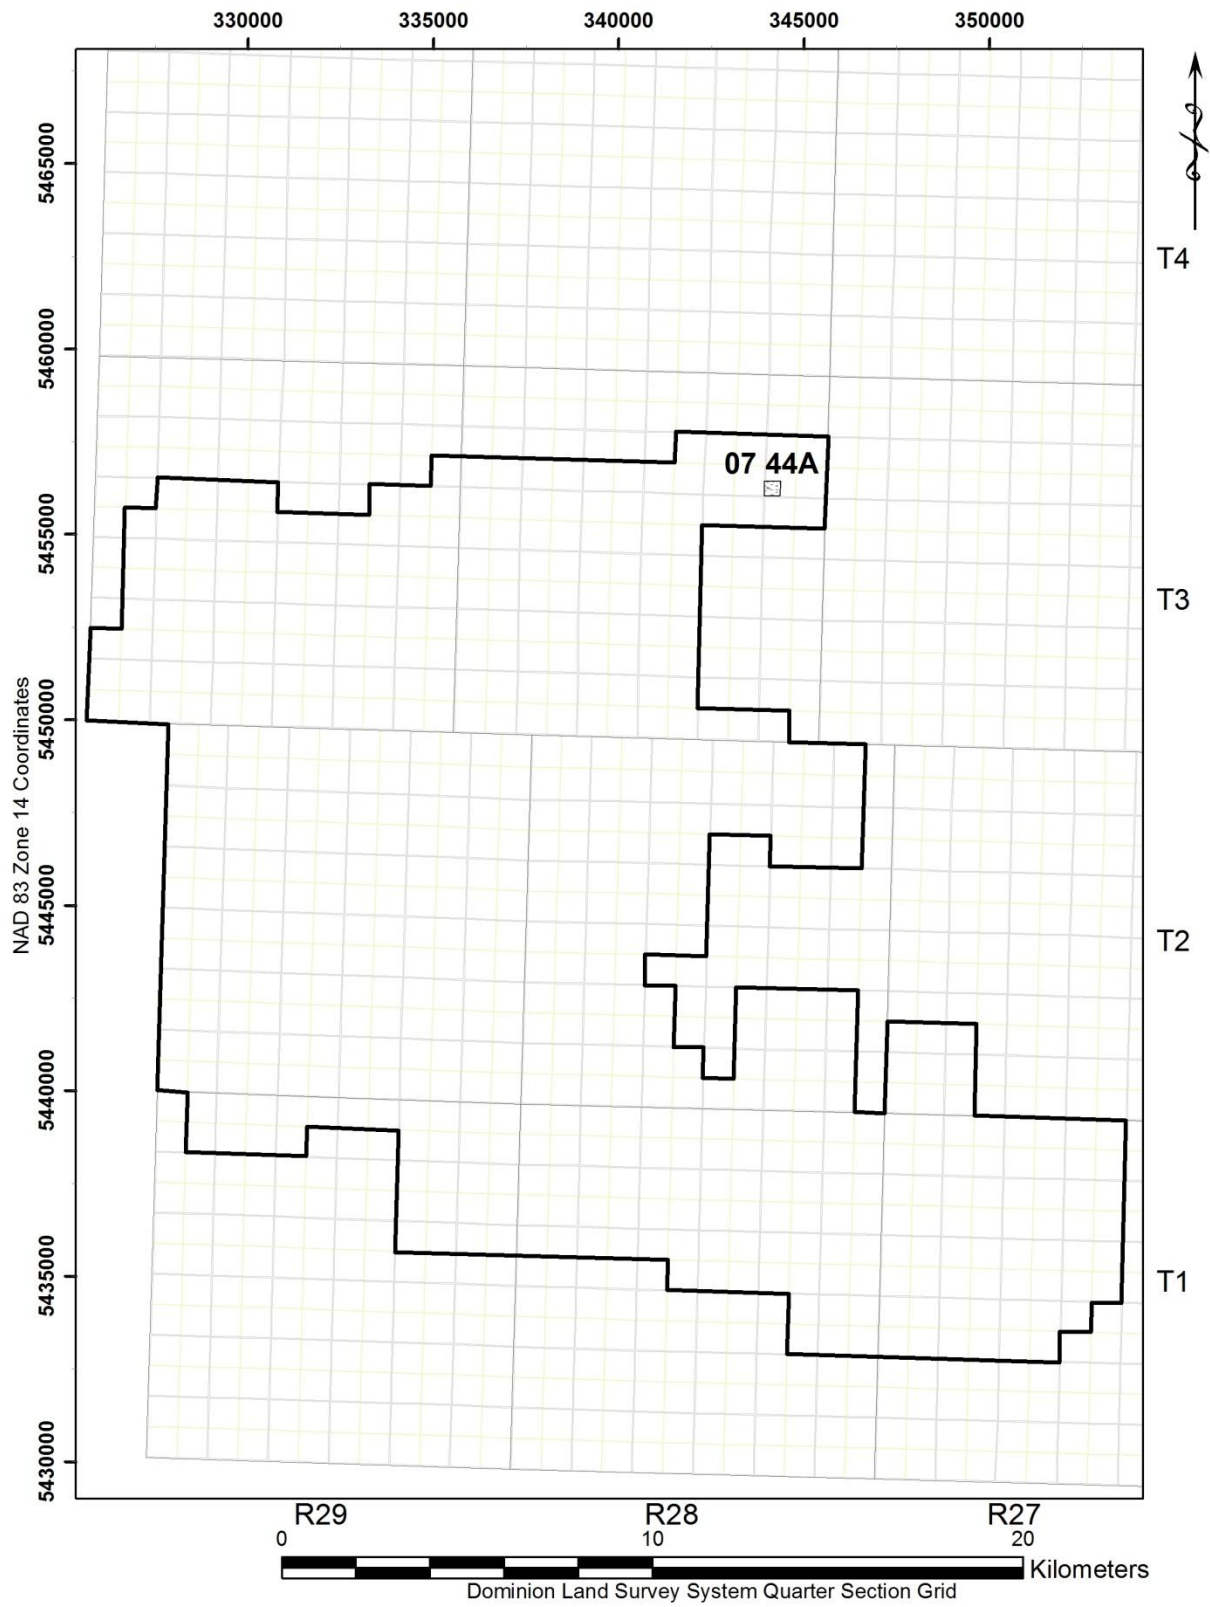 330000 335000 340000 345000 350000
5465000
T4
5460000
07 44A
5455000
T3
5450000
NAD 83 Zone 14 Coordinates
5445000
T2
5440000
5435000
T1
5430000
R29 R28 R27
0 10 20
Kilometers
Dominion Land Survey System Quarter Section Grid